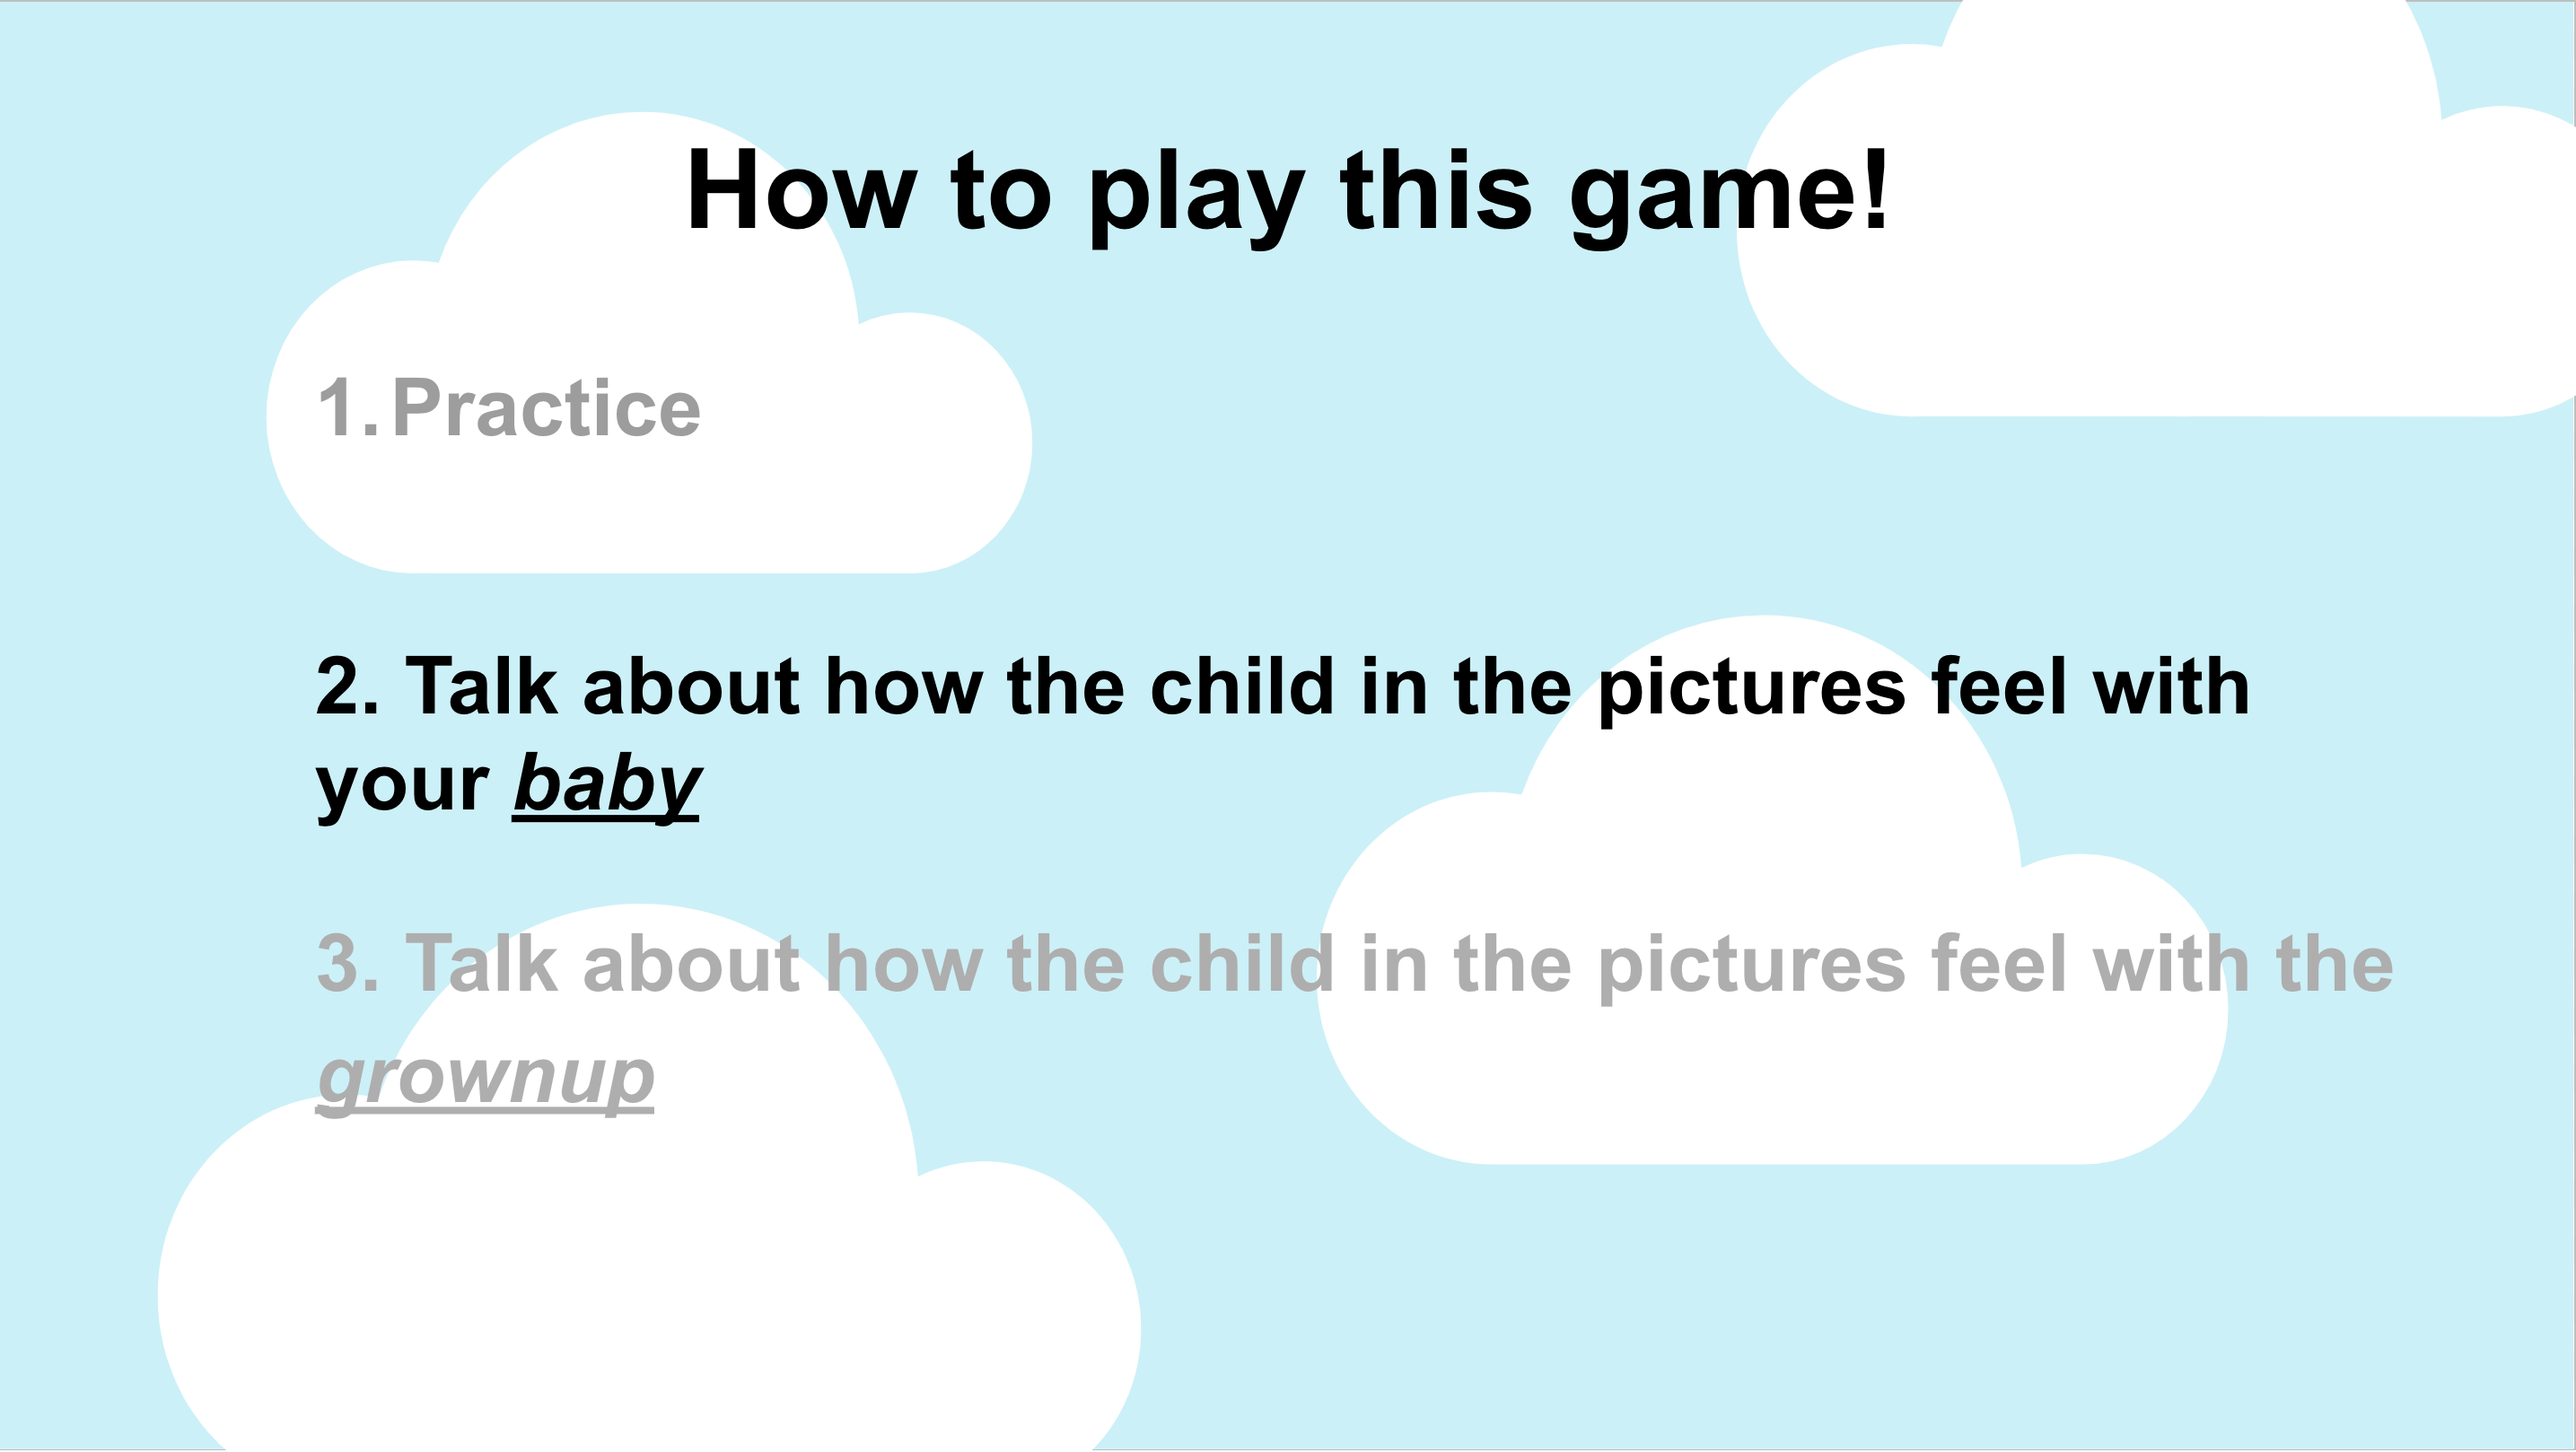 How to play this game!
1. Practice
2. Talk about how the child in the pictures feel with
your baby
3. Talk about how the child in the pictures feel with the
grownup